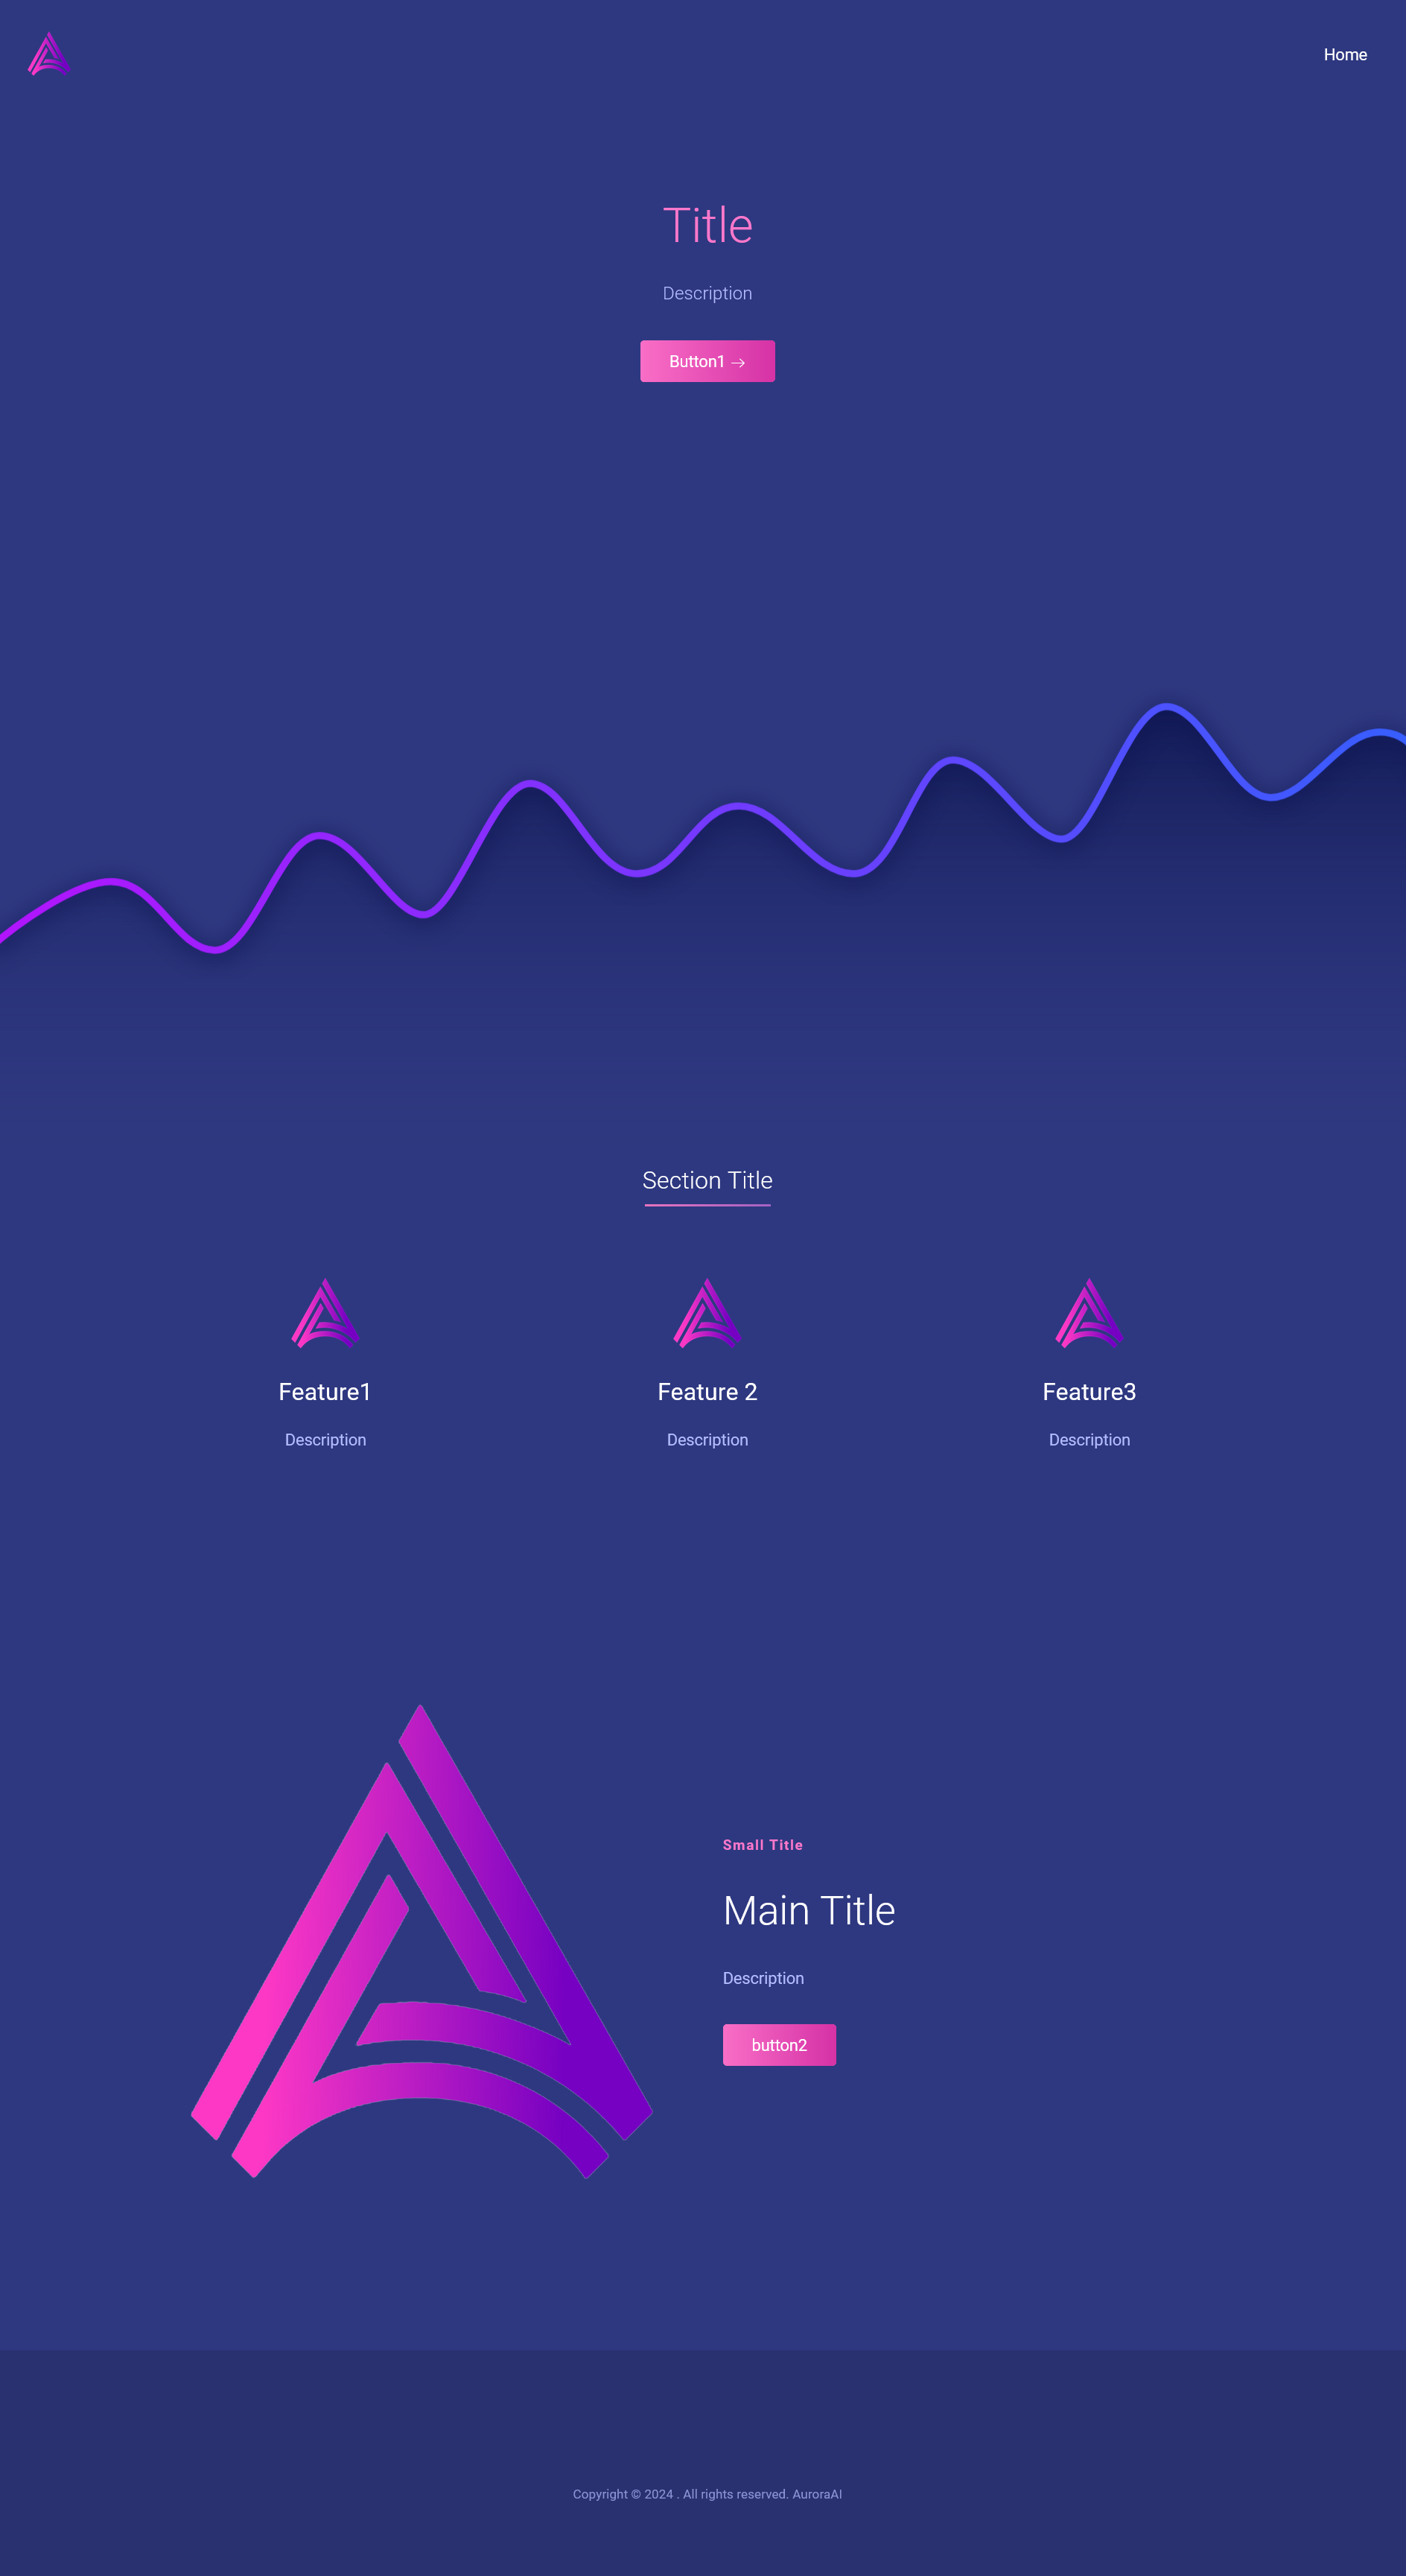 Home
Title
Description
Button1 →
Section Title
Feature1
Feature 2
Feature3
Description
Description
Description
Small Title
Main Title
Description
button2
Copyright © 2024 . All rights reserved. AuroraAI